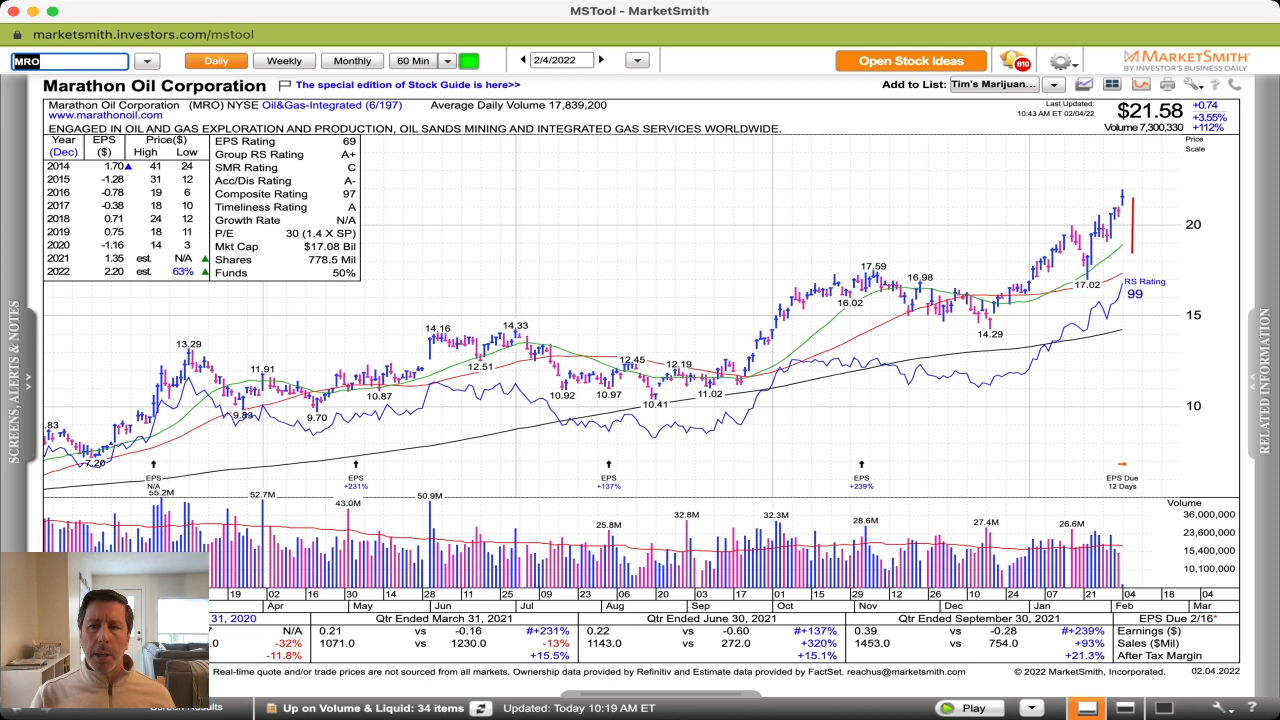 MSTool - MarketSmith
marketsmith.investors.com/mstool
MRO Daily Weekly Monthly 60 Min 2/4/2022 Open Stock Ideas 610 MARKETSMITH
BY INVESTOR'S BUSINESS DAILY
Marathon Oil Corporation The special edition of Stock Guide is here>> Add to List: Tim's Marijuan...
Marathon Oil Corporation (MRO) NYSE Oil&Gas-Integrated (6/197) Average Daily Volume 17,839,200
www.marathonoil.com
ENGAGED IN OIL AND GAS EXPLORATION AND PRODUCTION, OIL SANDS MINING AND INTEGRATED GAS SERVICES WORLDWIDE.
Last Updated:
10:43 AM ET 02/04/22
$21.58
Volume 7,300,330
+0.74
+3.55%
+112%
Year EPS Price($)
(Dec) ($) High Low
2014 1.70 41 24
2015 -1.28 31 12
2016 -0.78 19 6
2017 -0.38 18 10
2018 0.71 24 12
2019 0.75 18 11
2020 -1.16 14 3
2021 1.35 est. N/A
2022 2.20 est. 63%
EPS Rating 69
Group RS Rating A+
SMR Rating C
Acc/Dis Rating A-
Composite Rating 97
Timeliness Rating A
Growth Rate N/A
P/E 30 (1.4 X SP)
Mkt Cap $17.08 Bil
Shares 778.5 Mil
Funds 50%
Price
Scale
20
15
10
RS Rating
99
.83
7.20
13.29
9.83
11.91
9.70
10.87
14.16
12.51
14.33
10.92
10.97
12.45
10.41
12.19
11.02
16.02
17.59
16.98
14.29
17.02
EPS
N/A
EPS
+231%
EPS
+137%
EPS
+239%
EPS Due
12 Days
55.2M 52.7M 43.0M 50.9M 25.8M 32.8M 32.3M 28.6M 27.4M 26.6M
Volume
36,000,000
23,600,000
15,400,000
10,100,000
19 02 16 30 14 28 11 25 09 23 06 20 03 17 01 15 29 12 26 10 24 07 21 04 18 04
Apr May Jun Jul Aug Sep Oct Nov Dec Jan Feb Mar
31, 2020 Qtr Ended March 31, 2021 Qtr Ended June 30, 2021 Qtr Ended September 30, 2021 EPS Due 2/16*
N/A 0.21 vs -0.16 #+231% 0.22 vs -0.60 #+137% 0.39 vs -0.28 #+239% Earnings ($)
.0 -32% 1071.0 vs 1230.0 -13% 1143.0 vs 272.0 +320% 1453.0 vs 754.0 +93% Sales ($Mil)
-11.8% +15.5% +15.1% +21.3% After Tax Margin
Real-time quote and/or trade prices are not sourced from all markets. Ownership data provided by Refinitiv and Estimate data provided by FactSet. reachus@marketsmith.com © 2022 MarketSmith, Incorporated. 02.04.2022
Screen Results Up on Volume & Liquid: 34 items Updated: Today 10:19 AM ET Play
SCREENS, ALERTS & NOTES
RELATED INFORMATION